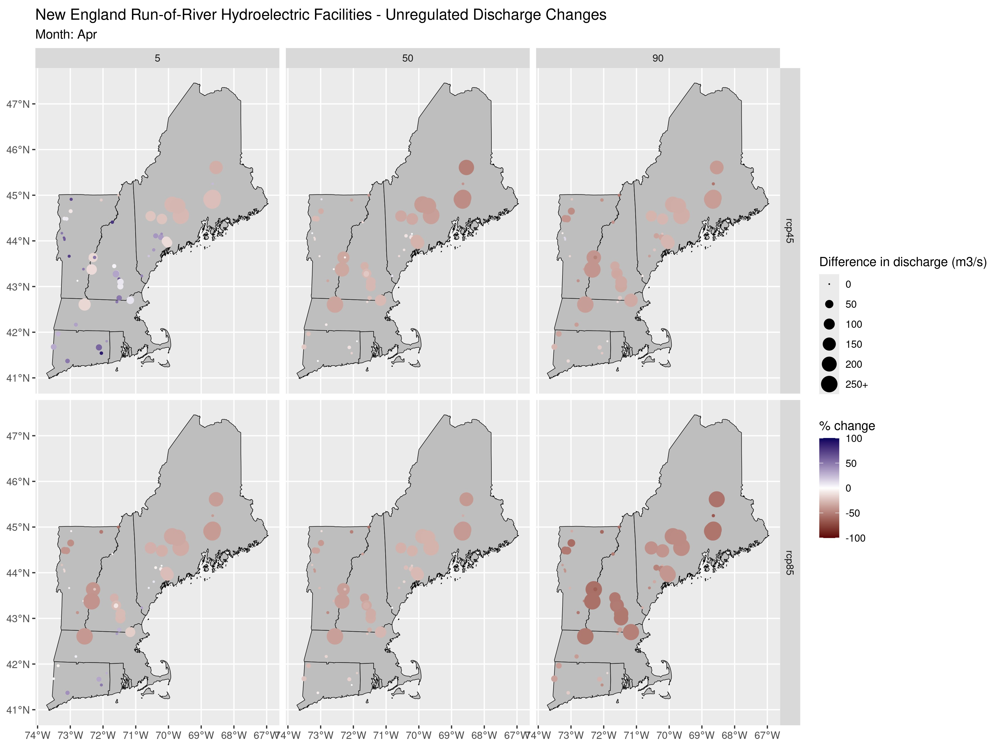 New England Run-of-River Hydroelectric Facilities - Unregulated Discharge Changes
Month: Apr
5
50
90
47°N
46°N
45°N
44°N
43°N
42°N
41°N
rcp45
47°N
46°N
45°N
44°N
43°N
42°N
41°N
rcp85
74°W 73°W 72°W 71°W 70°W 69°W 68°W 67°W
74°W 73°W 72°W 71°W 70°W 69°W 68°W 67°W
74°W 73°W 72°W 71°W 70°W 69°W 68°W 67°W
Difference in discharge (m3/s)
0
50
100
150
200
250+
% change
100
50
0
-50
-100